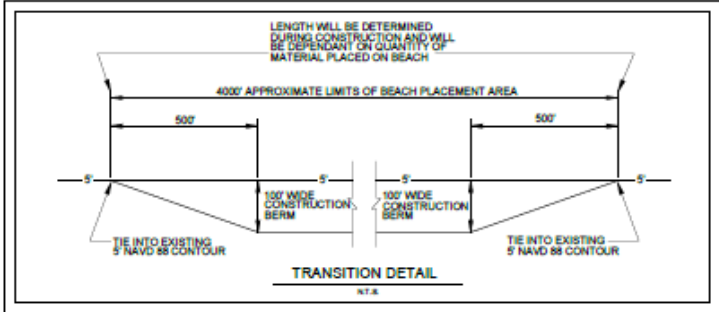 LENGTH WILL BE DETERMINED
DURING CONSTRUCTION AND WILL
BE DEPENDANT ON QUANTITY OF
MATERIAL PLACED ON BEACH
4000' APPROXIMATE LIMITS OF BEACH PLACEMENT AREA
500'
500'
5'
5'
5'
5'
100' WIDE
CONSTRUCTION
BERM
100' WIDE
CONSTRUCTION
BERM
TIE INTO EXISTING
5' NAVD 88 CONTOUR
TIE INTO EXISTING
5' NAVD 88 CONTOUR
TRANSITION DETAIL
N.T.S.